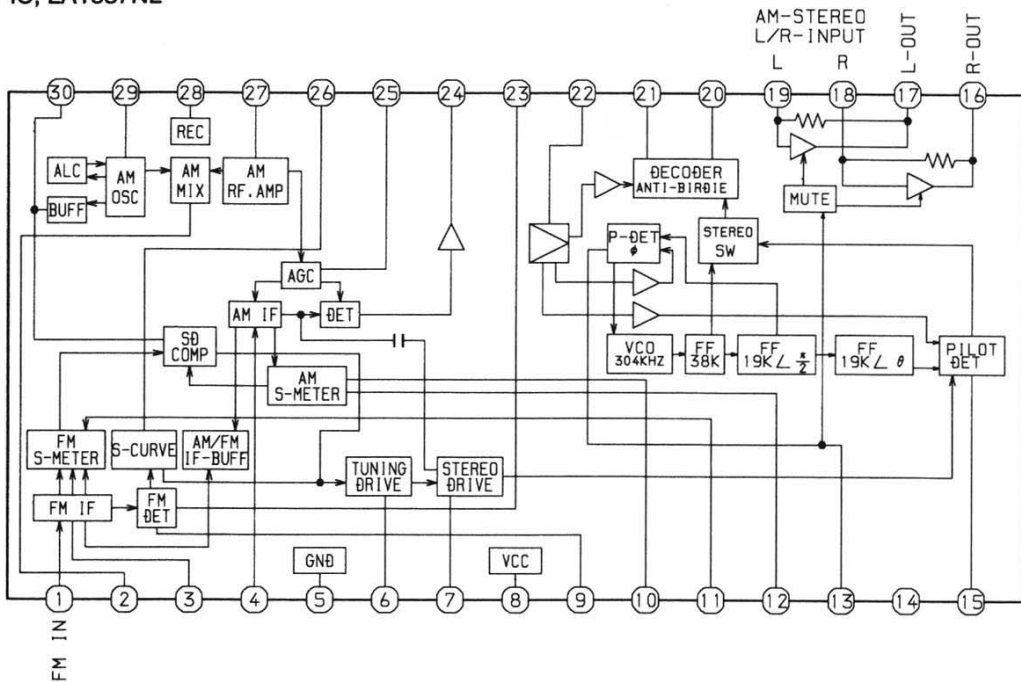 AM-STEREO
L/R-INPUT
L R L-OUT R-OUT
30 29 28 27 26 25 24 23 22 21 20 19 18 17 16
REC
ALC
AM
OSC
AM
MIX
AM
RF.AMP
BUFF
DECODER
ANTI-BIRDIE
MUTE
P-DET
φ
STEREO
SW
AGC
AM IF
DET
SD
COMP
VCO
304KHZ
FF
38K
FF
19K∠ π/2
FF
19K∠ θ
PILOT
DET
AM
S-METER
FM
S-METER
S-CURVE
AM/FM
IF-BUFF
TUNING
DRIVE
STEREO
DRIVE
FM IF
FM
DET
GND
VCC
1 2 3 4 5 6 7 8 9 10 11 12 13 14 15
FM IN